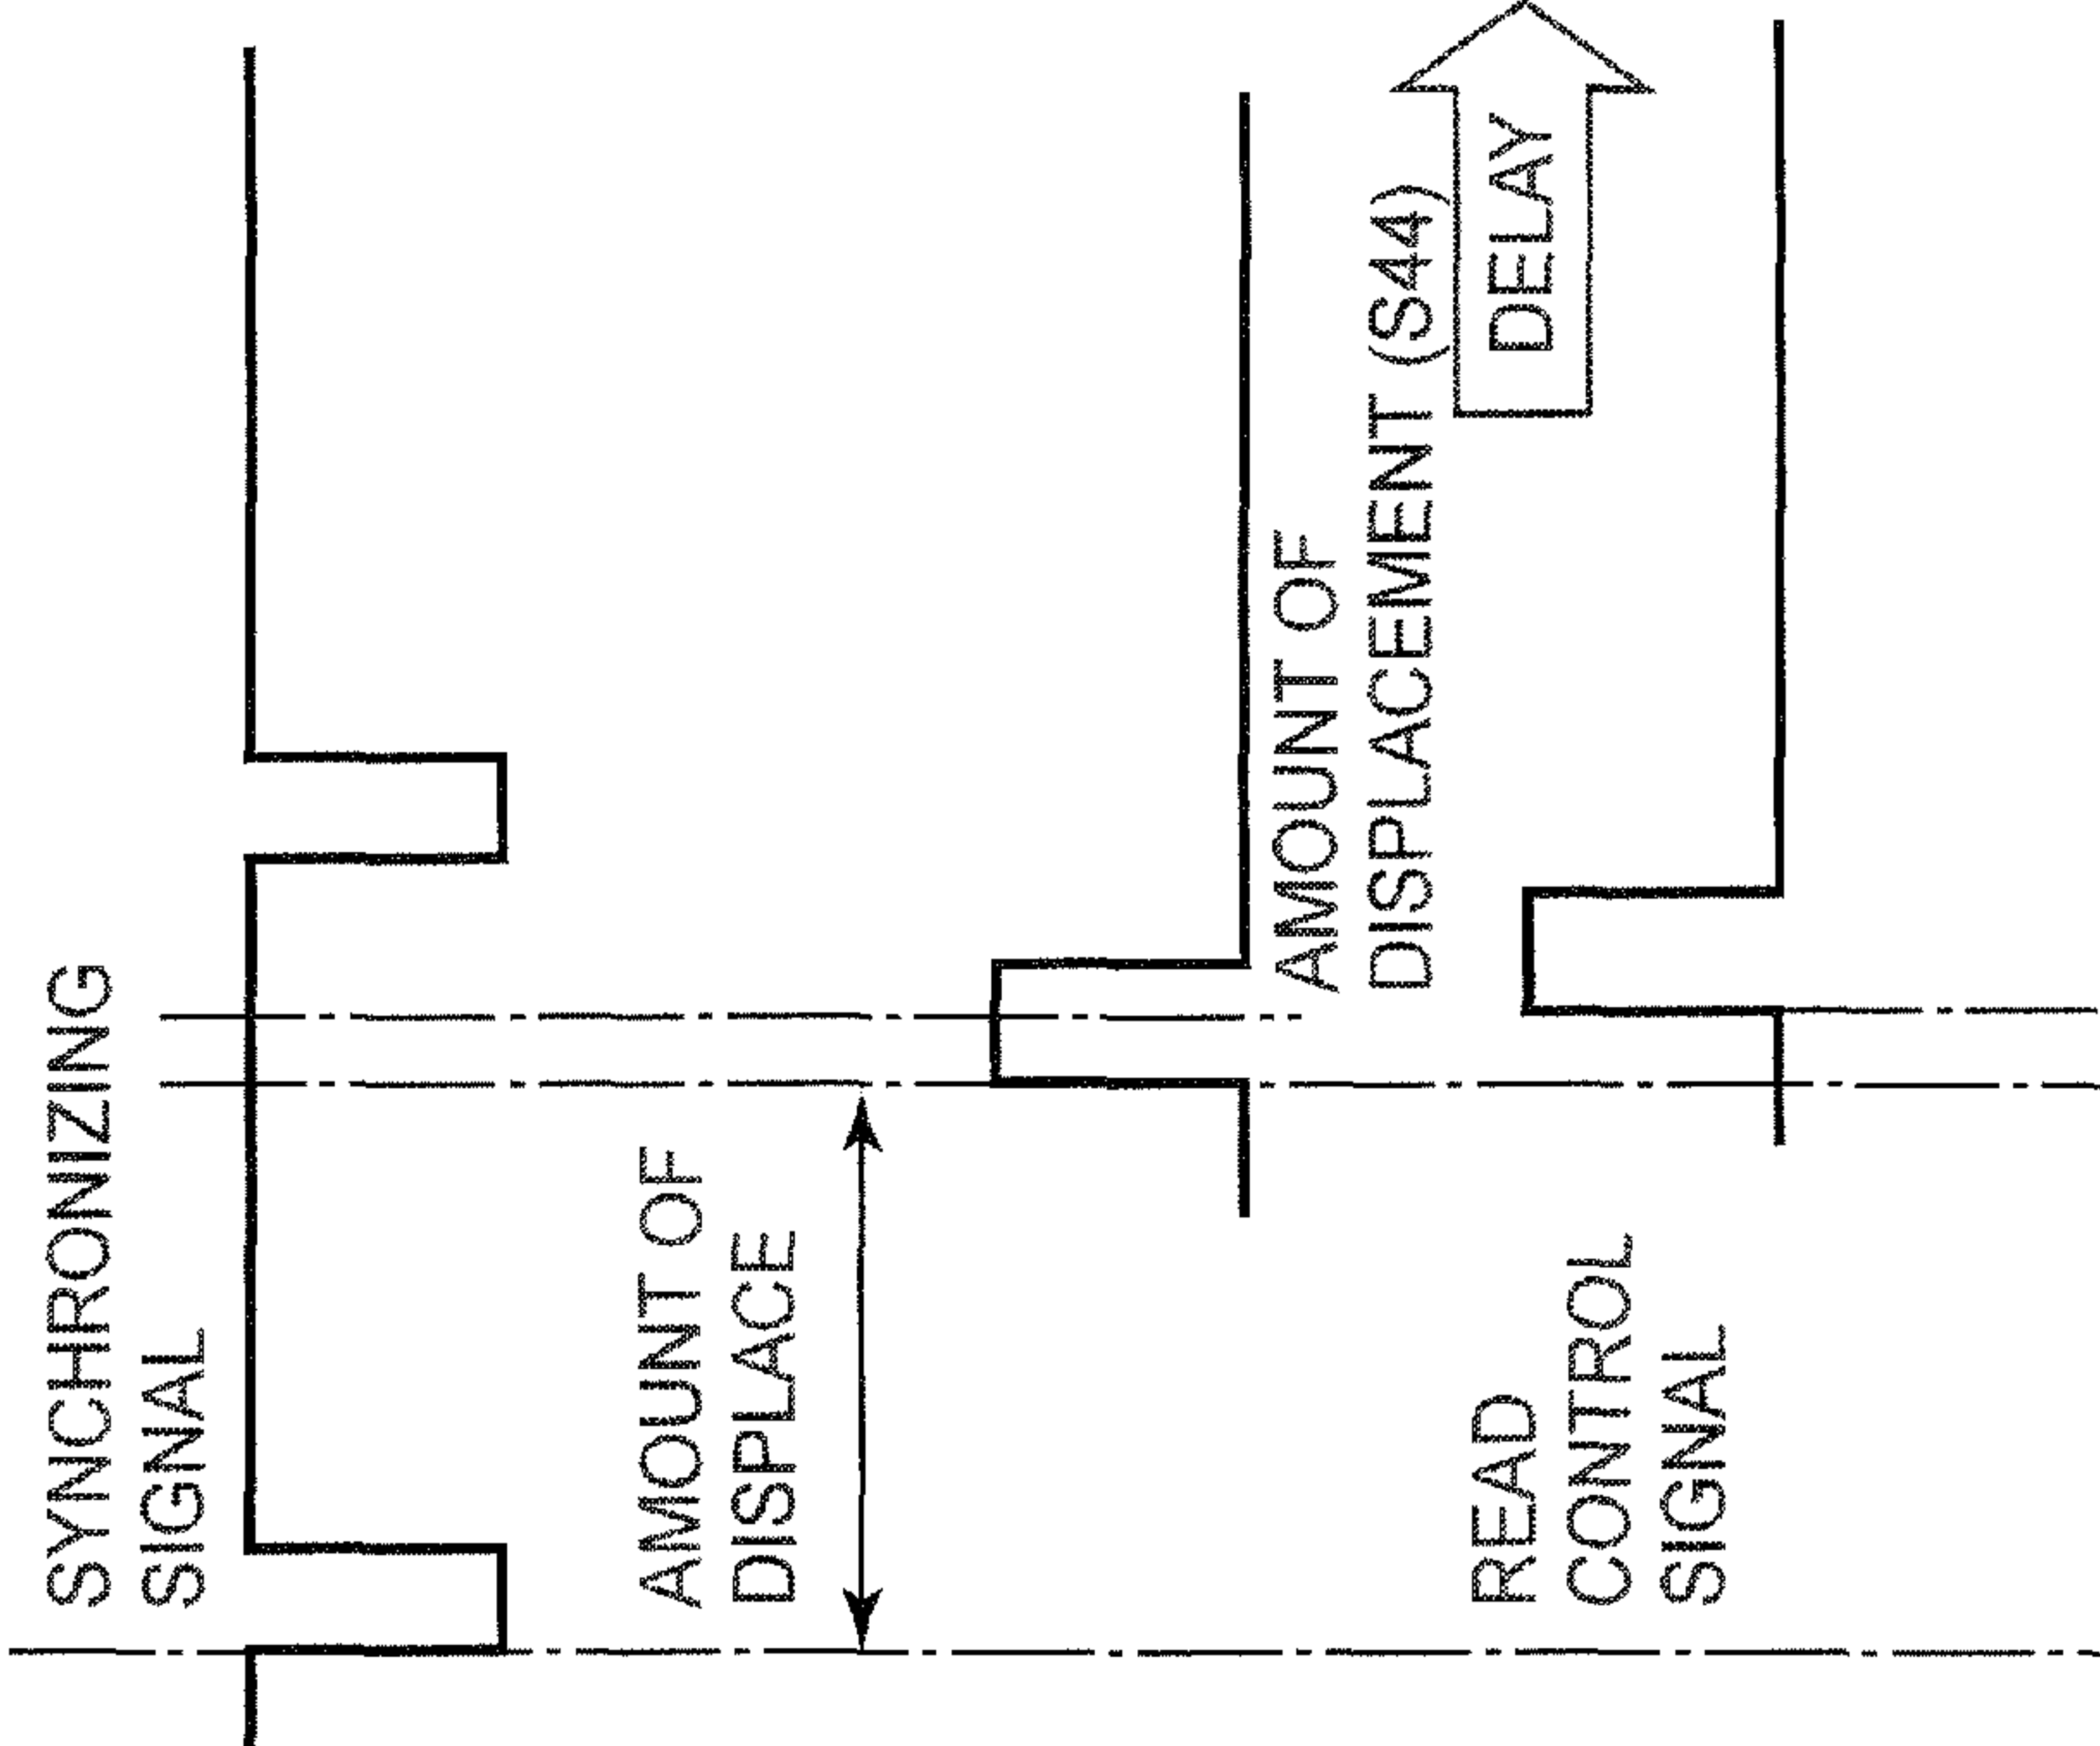 SYNCHRONIZING
SIGNAL
AMOUNT OF
DISPLACE
AMOUNT OF
DISPLACEMENT (S44)
DELAY
READ
CONTROL
SIGNAL